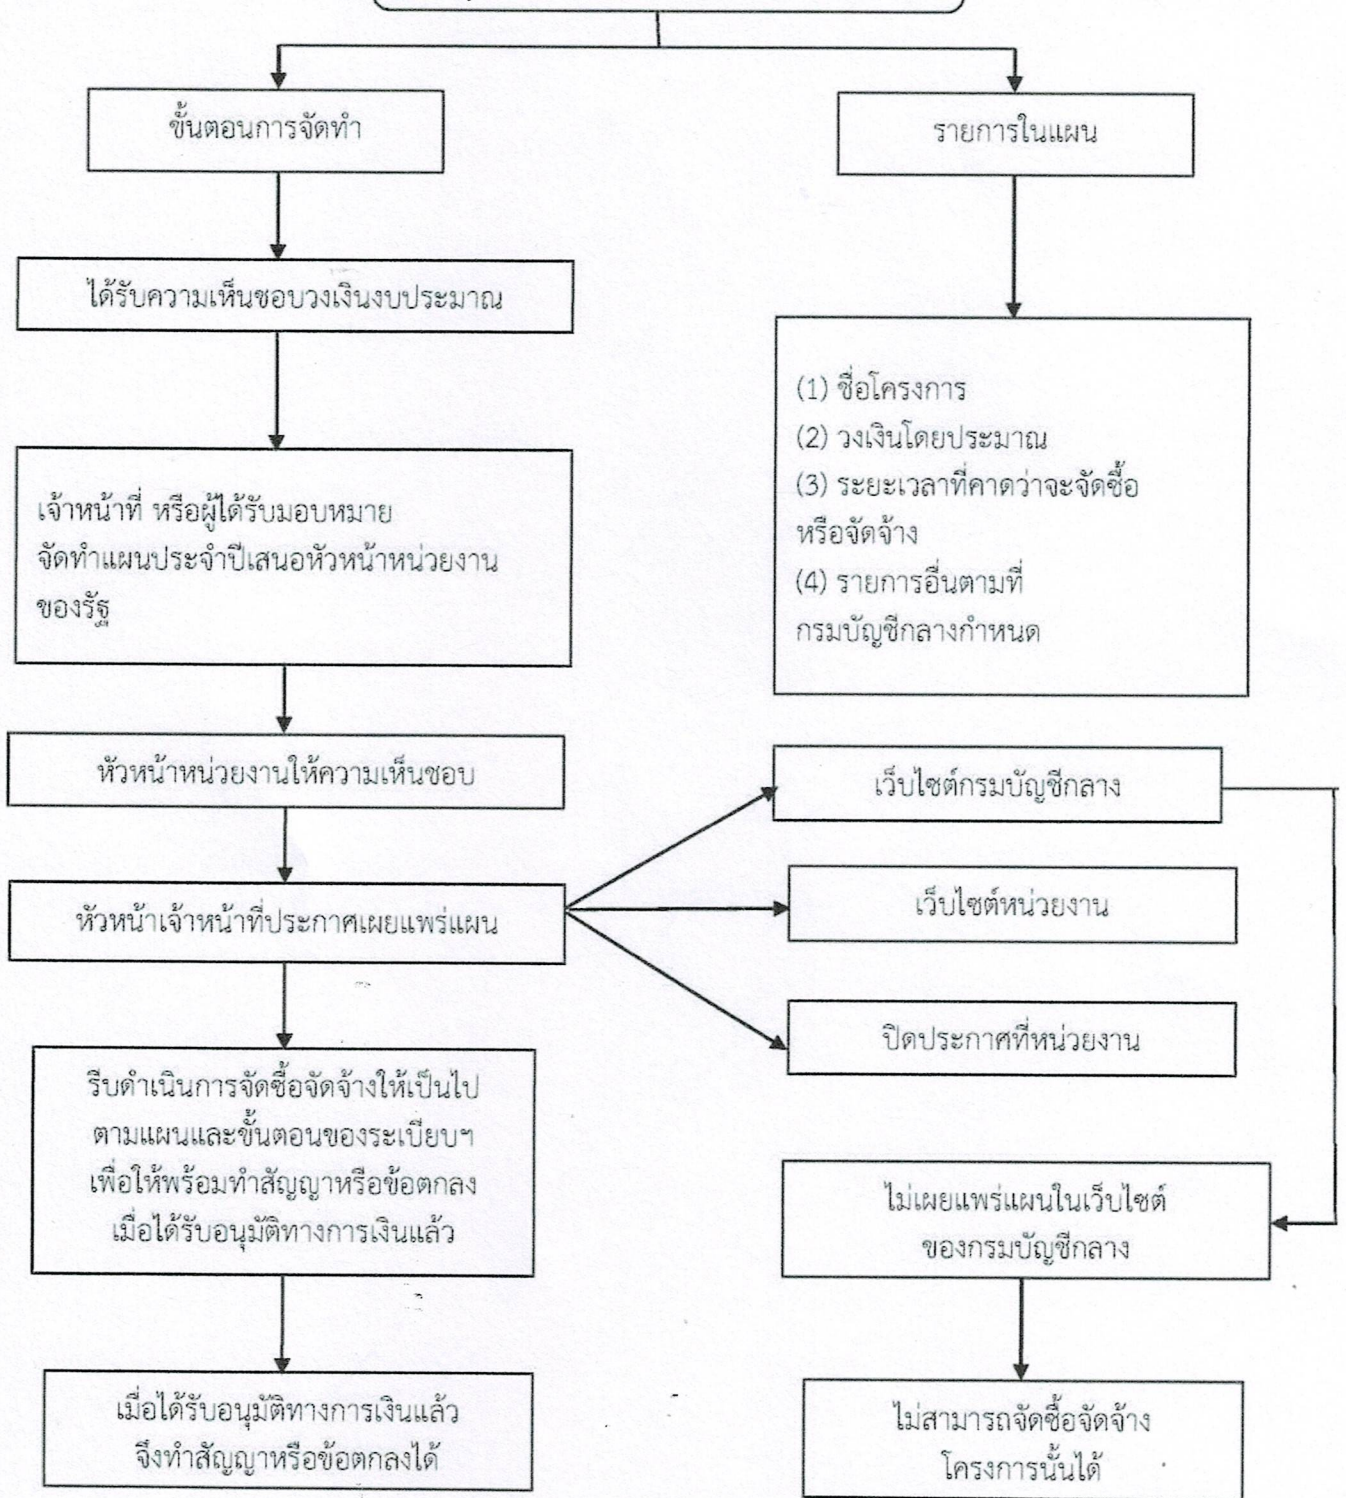 ขั้นตอนการจัดทำ
รายการในแผน
ได้รับความเห็นชอบวงเงินงบประมาณ
(1) ชื่อโครงการ
(2) วงเงินโดยประมาณ
(3) ระยะเวลาที่คาดว่าจะจัดซื้อ
หรือจัดจ้าง
(4) รายการอื่นตามที่
กรมบัญชีกลางกำหนด
เจ้าหน้าที่ หรือผู้ได้รับมอบหมาย
จัดทำแผนประจำปีเสนอหัวหน้าหน่วยงาน
ของรัฐ
หัวหน้าหน่วยงานให้ความเห็นชอบ
หัวหน้าเจ้าหน้าที่ประกาศเผยแพร่แผน
เว็บไซต์กรมบัญชีกลาง
เว็บไซต์หน่วยงาน
ปิดประกาศที่หน่วยงาน
รีบดำเนินการจัดซื้อจัดจ้างให้เป็นไป
ตามแผนและขั้นตอนของระเบียบฯ
เพื่อให้พร้อมทำสัญญาหรือข้อตกลง
เมื่อได้รับอนุมัติทางการเงินแล้ว
เมื่อได้รับอนุมัติทางการเงินแล้ว
จึงทำสัญญาหรือข้อตกลงได้
ไม่เผยแพร่แผนในเว็บไซต์
ของกรมบัญชีกลาง
ไม่สามารถจัดซื้อจัดจ้าง
โครงการนั้นได้